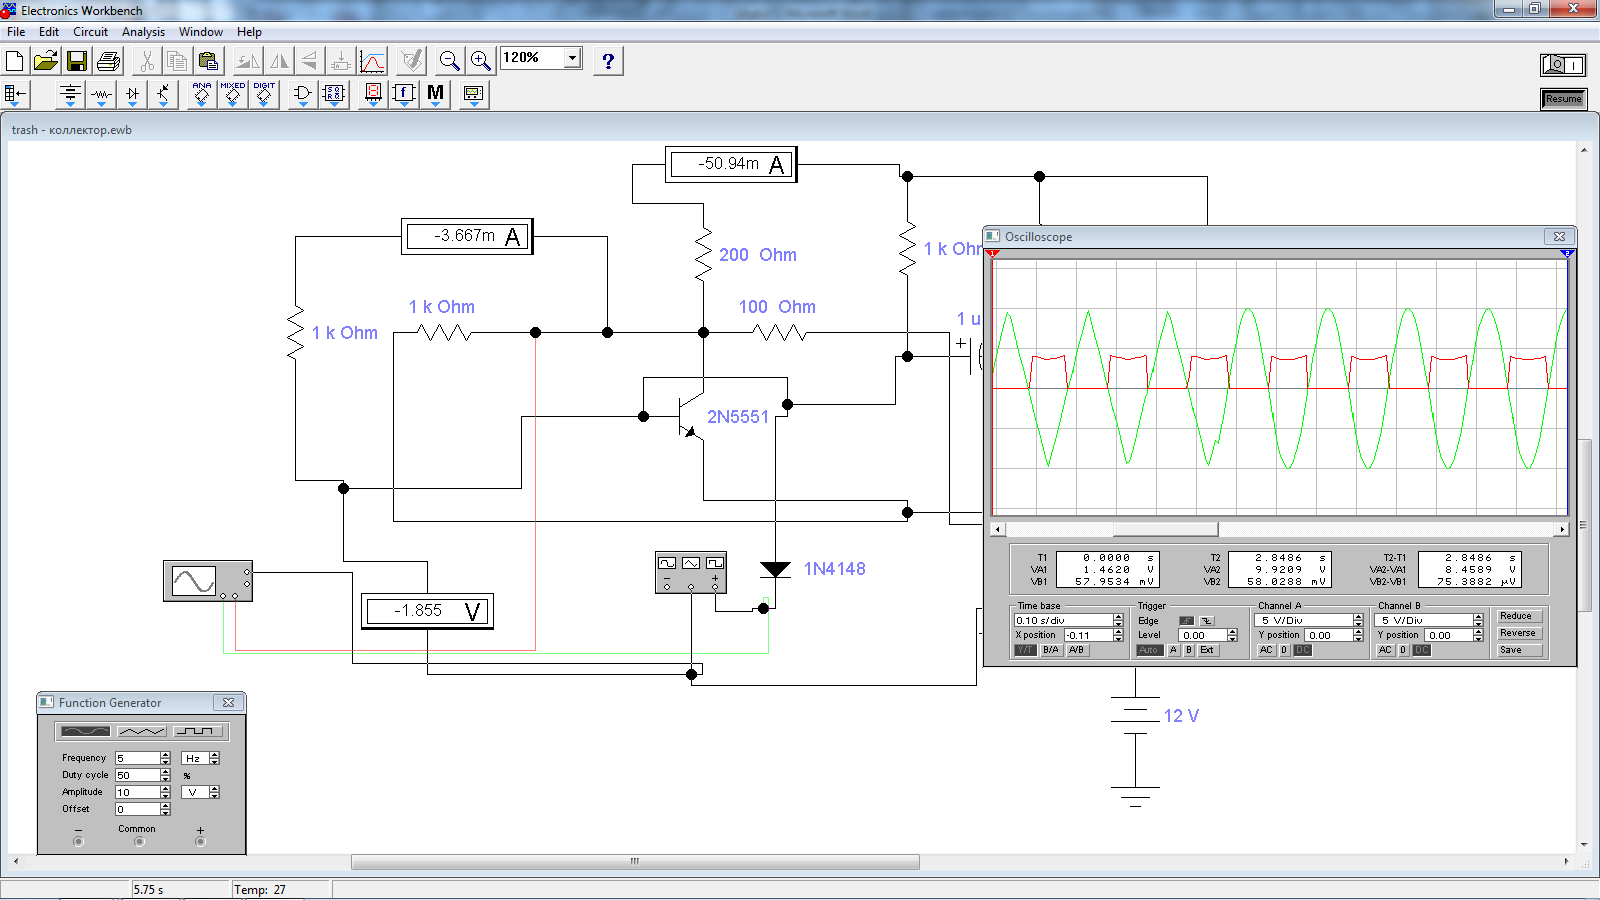 Electronics Workbench
File Edit Circuit Analysis Window Help
120%
?
ANA MIXED DIGIT
f M
I
Resume
trash - коллектор.ewb
-50.94m A
-3.667m A
200 Ohm
1 k Ohm
1 k Ohm
100 Ohm
1 k Ohm
1 u
+
2N5551
1N4148
-1.855 V
- +
12 V
Oscilloscope
1 2
T1 0.0000 s T2 2.8486 s T2-T1 2.8486 s
VA1 1.4620 V VA2 9.9209 V VA2-VA1 8.4589 V
VB1 57.9534 mV VB2 58.0288 mV VB2-VB1 75.3882 µV
Time base Trigger Channel A Channel B
0.10 s/div Edge 5 V/Div 5 V/Div Reduce
X position -0.11 Level 0.00 Y position 0.00 Y position 0.00 Reverse
Y/T B/A A/B Auto A B Ext AC 0 DC AC 0 DC Save
Function Generator
Frequency 5 Hz
Duty cycle 50 %
Amplitude 10 V
Offset 0
- Common +
5.75 s Temp: 27